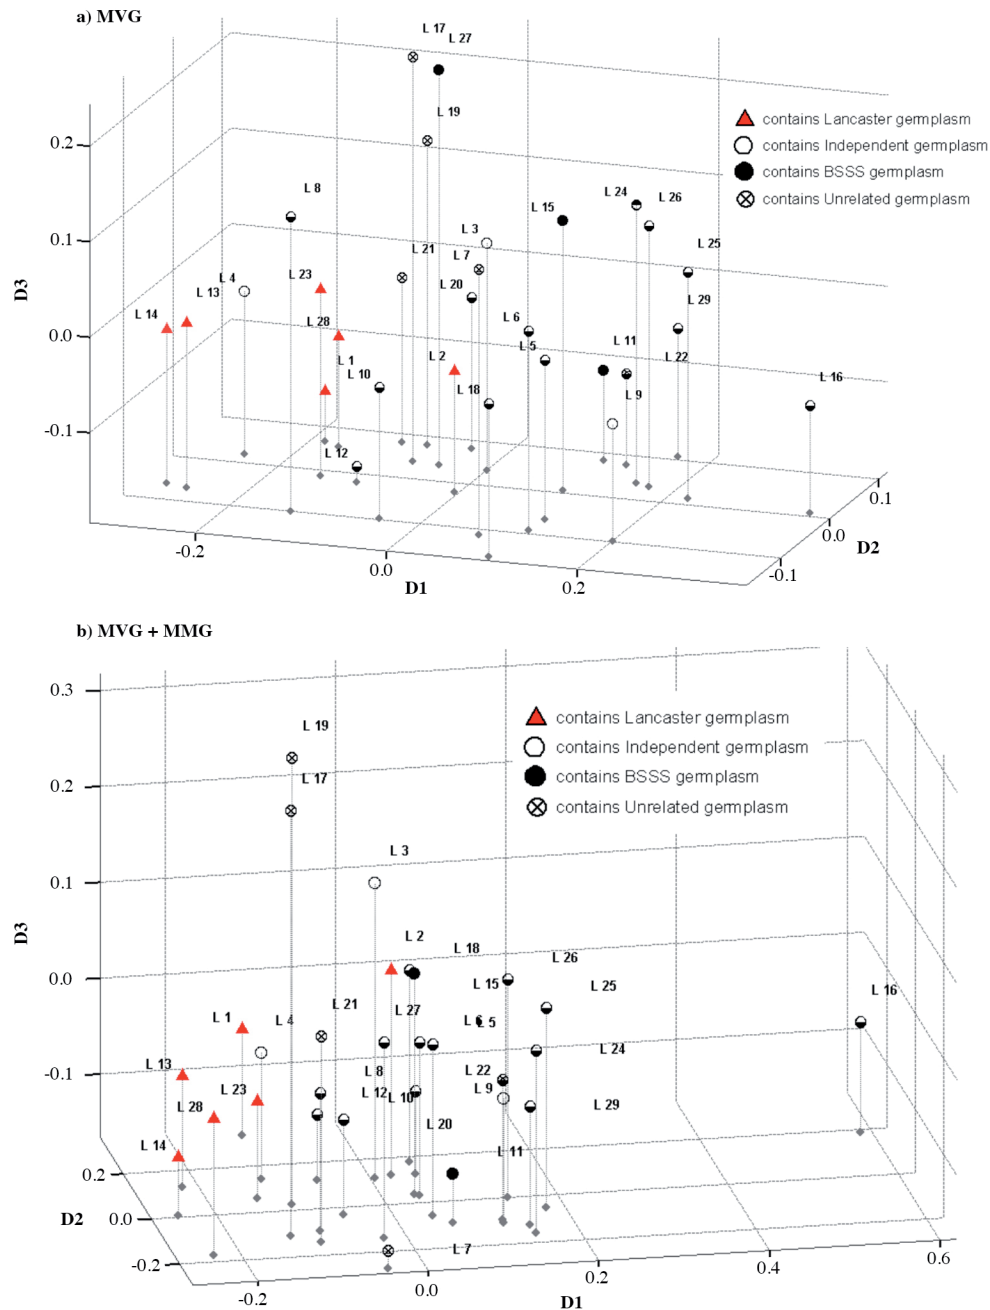 a) MVG
L 17
L 27
L 19
contains Lancaster germplasm
contains Independent germplasm
contains BSSS germplasm
contains Unrelated germplasm
0.2
L 8
L 24
L 26
L 15
L 3
0.1
L 21
L 7
L 25
D3
L 4
L 23
L 13
L 20
L 29
L 14
L 28
L 6
0.0
L 5
L 11
L 1
L 2
L 22
L 10
L 18
L 9
L 16
-0.1
L 12
0.1
-0.2
0.0
D2
0.0
-0.1
D1
0.2
b) MVG + MMG
0.3
L 19
contains Lancaster germplasm
contains Independent germplasm
contains BSSS germplasm
contains Unrelated germplasm
0.2
L 17
L 3
0.1
D3
L 2
L 18
L 26
0.0
L 15
L 25
L 16
L 1
L 4
L 21
L 27
L 6
L 5
L 24
-0.1
L 13
L 8
L 22
L 23
L 12
L 10
L 9
L 28
L 29
L 14
L 20
L 11
0.2
D2
0.0
-0.2
L 7
0.6
0.4
0.2
0.0
-0.2
D1